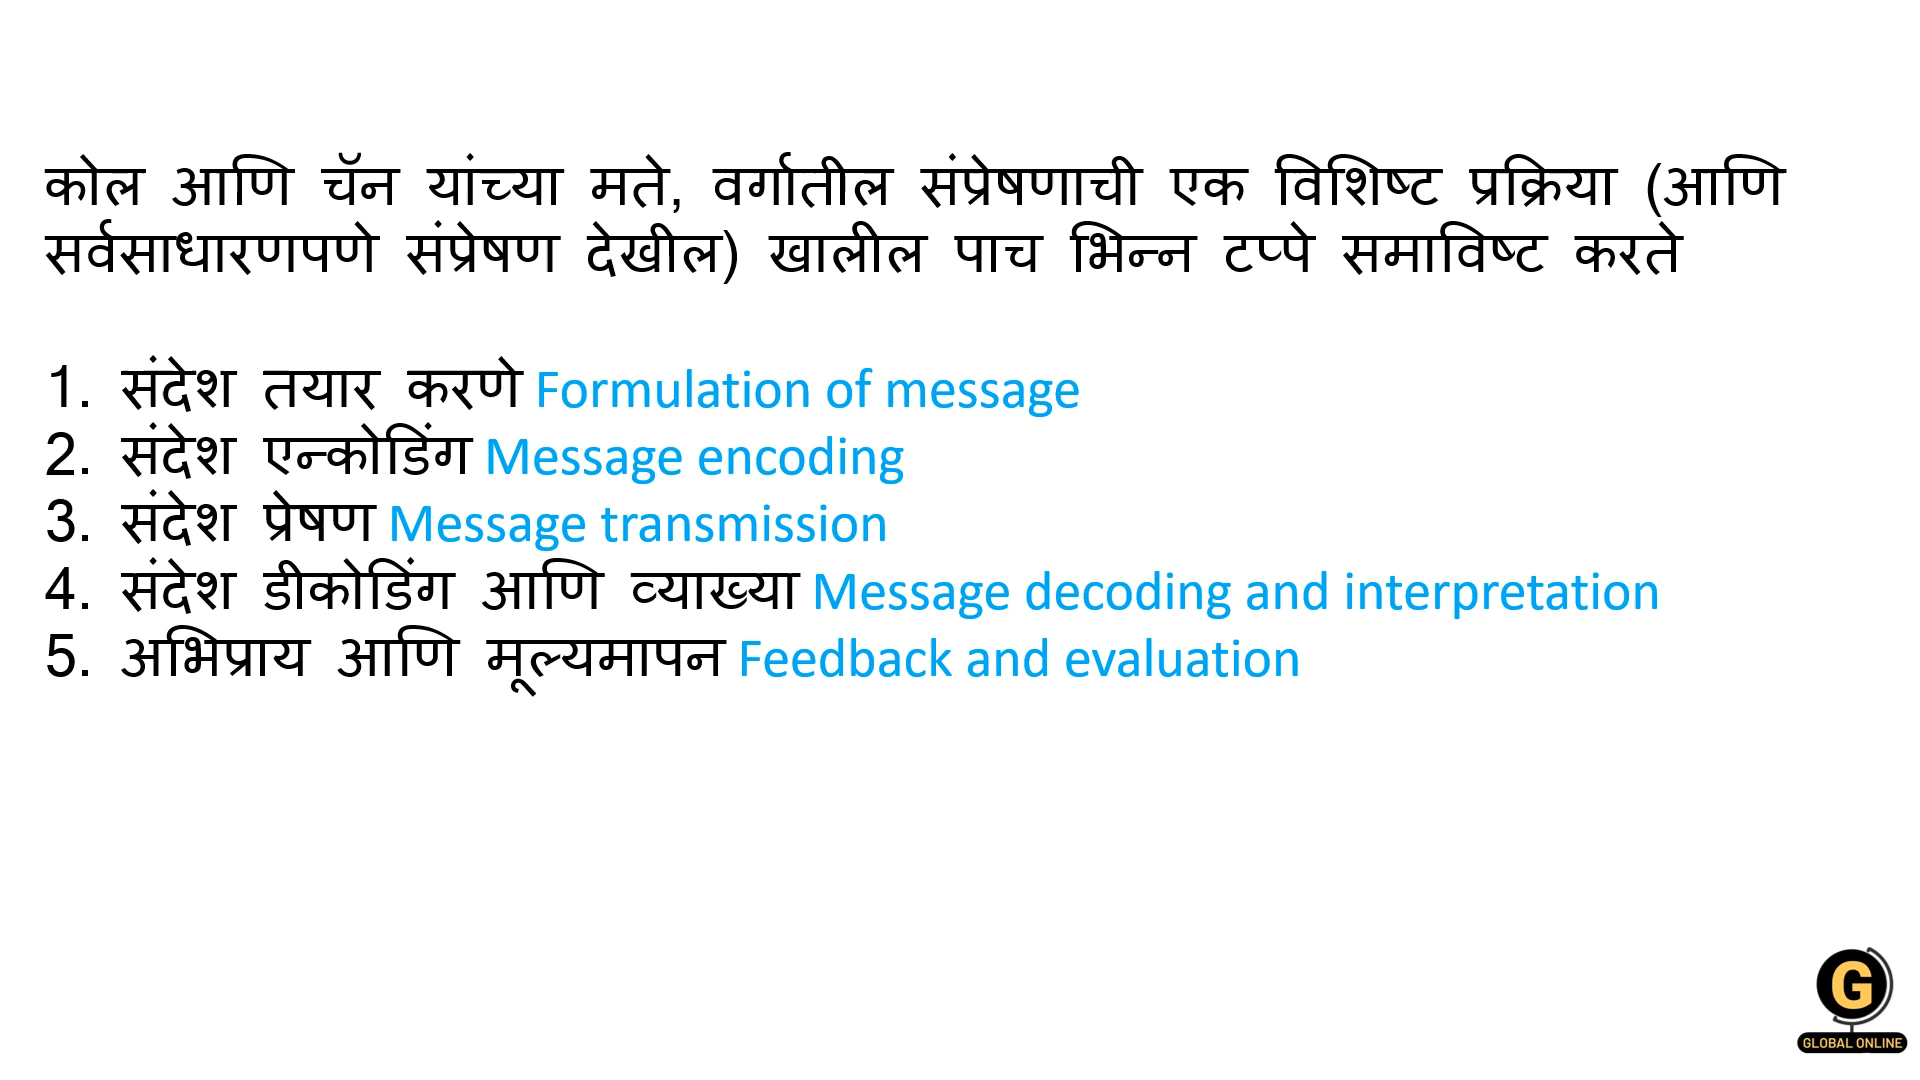 कोल आणि चॅन यांच्या मते, वर्गातील संप्रेषणाची एक विशिष्ट प्रक्रिया (आणि
सर्वसाधारणपणे संप्रेषण देखील) खालील पाच भिन्न टप्पे समाविष्ट करते
1. संदेश तयार करणे Formulation of message
2. संदेश एन्कोडिंग Message encoding
3. संदेश प्रेषण Message transmission
4. संदेश डीकोडिंग आणि व्याख्या Message decoding and interpretation
5. अभिप्राय आणि मूल्यमापन Feedback and evaluation
G
GLOBAL ONLINE